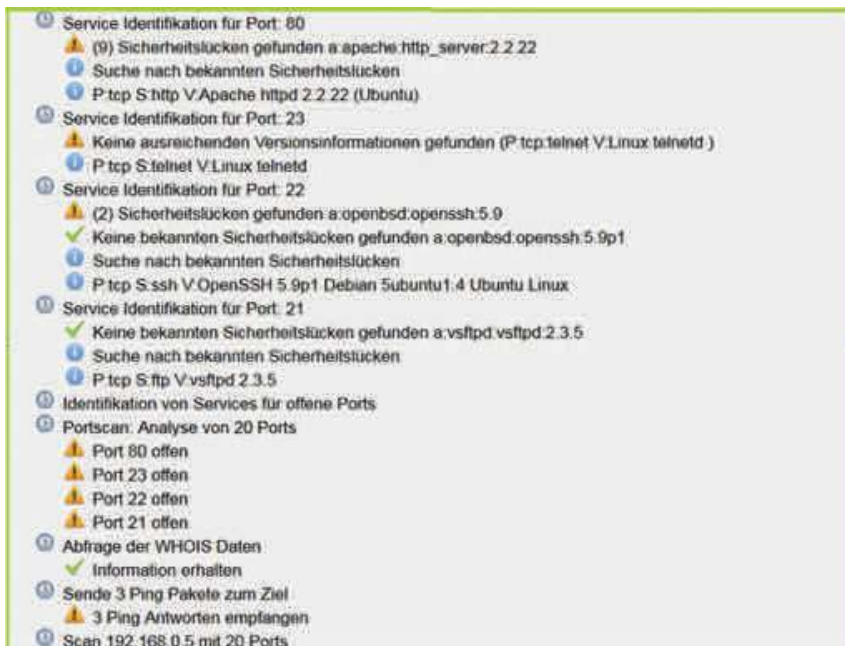 Service Identifikation für Port: 80
(9) Sicherheitslücken gefunden a:apache:http_server:2.2.22
Suche nach bekannten Sicherheitslücken
P:tcp S:http V:Apache httpd 2.2.22 (Ubuntu)
Service Identifikation für Port: 23
Keine ausreichenden Versionsinformationen gefunden (P:tcp:telnet V:Linux telnetd )
P:tcp S:telnet V:Linux telnetd
Service Identifikation für Port: 22
(2) Sicherheitslücken gefunden a:openbsd:openssh:5.9
Keine bekannten Sicherheitslücken gefunden a:openbsd:openssh:5.9p1
Suche nach bekannten Sicherheitslücken
P:tcp S:ssh V:OpenSSH 5.9p1 Debian 5ubuntu1.4 Ubuntu Linux
Service Identifikation für Port: 21
Keine bekannten Sicherheitslücken gefunden a:vsftpd:vsftpd:2.3.5
Suche nach bekannten Sicherheitslücken
P:tcp S:ftp V:vsftpd 2.3.5
Identifikation von Services für offene Ports
Portscan: Analyse von 20 Ports
Port 80 offen
Port 23 offen
Port 22 offen
Port 21 offen
Abfrage der WHOIS Daten
Information erhalten
Sende 3 Ping Pakete zum Ziel
3 Ping Antworten empfangen
Scan 192.168.0.5 mit 20 Ports